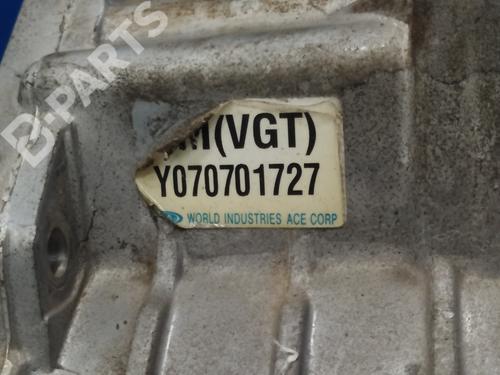 B-PARTS
M(VGT)
Y070701727
WORLD INDUSTRIES ACE CORP